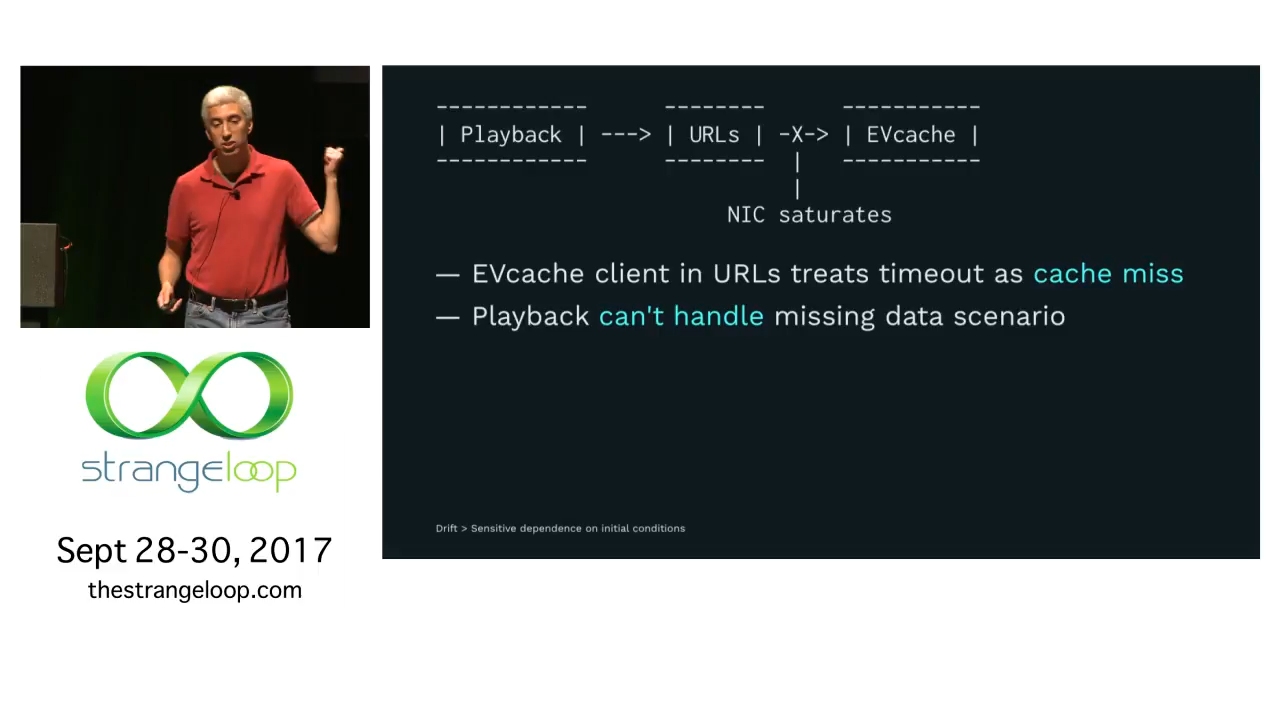 ------------ -------- -----------
| Playback | ---> | URLs | -X-> | EVcache |
------------ -------- | -----------
|
NIC saturates
— EVcache client in URLs treats timeout as cache miss
— Playback can't handle missing data scenario
Drift > Sensitive dependence on initial conditions
strangeloop
Sept 28-30, 2017
thestrangeloop.com